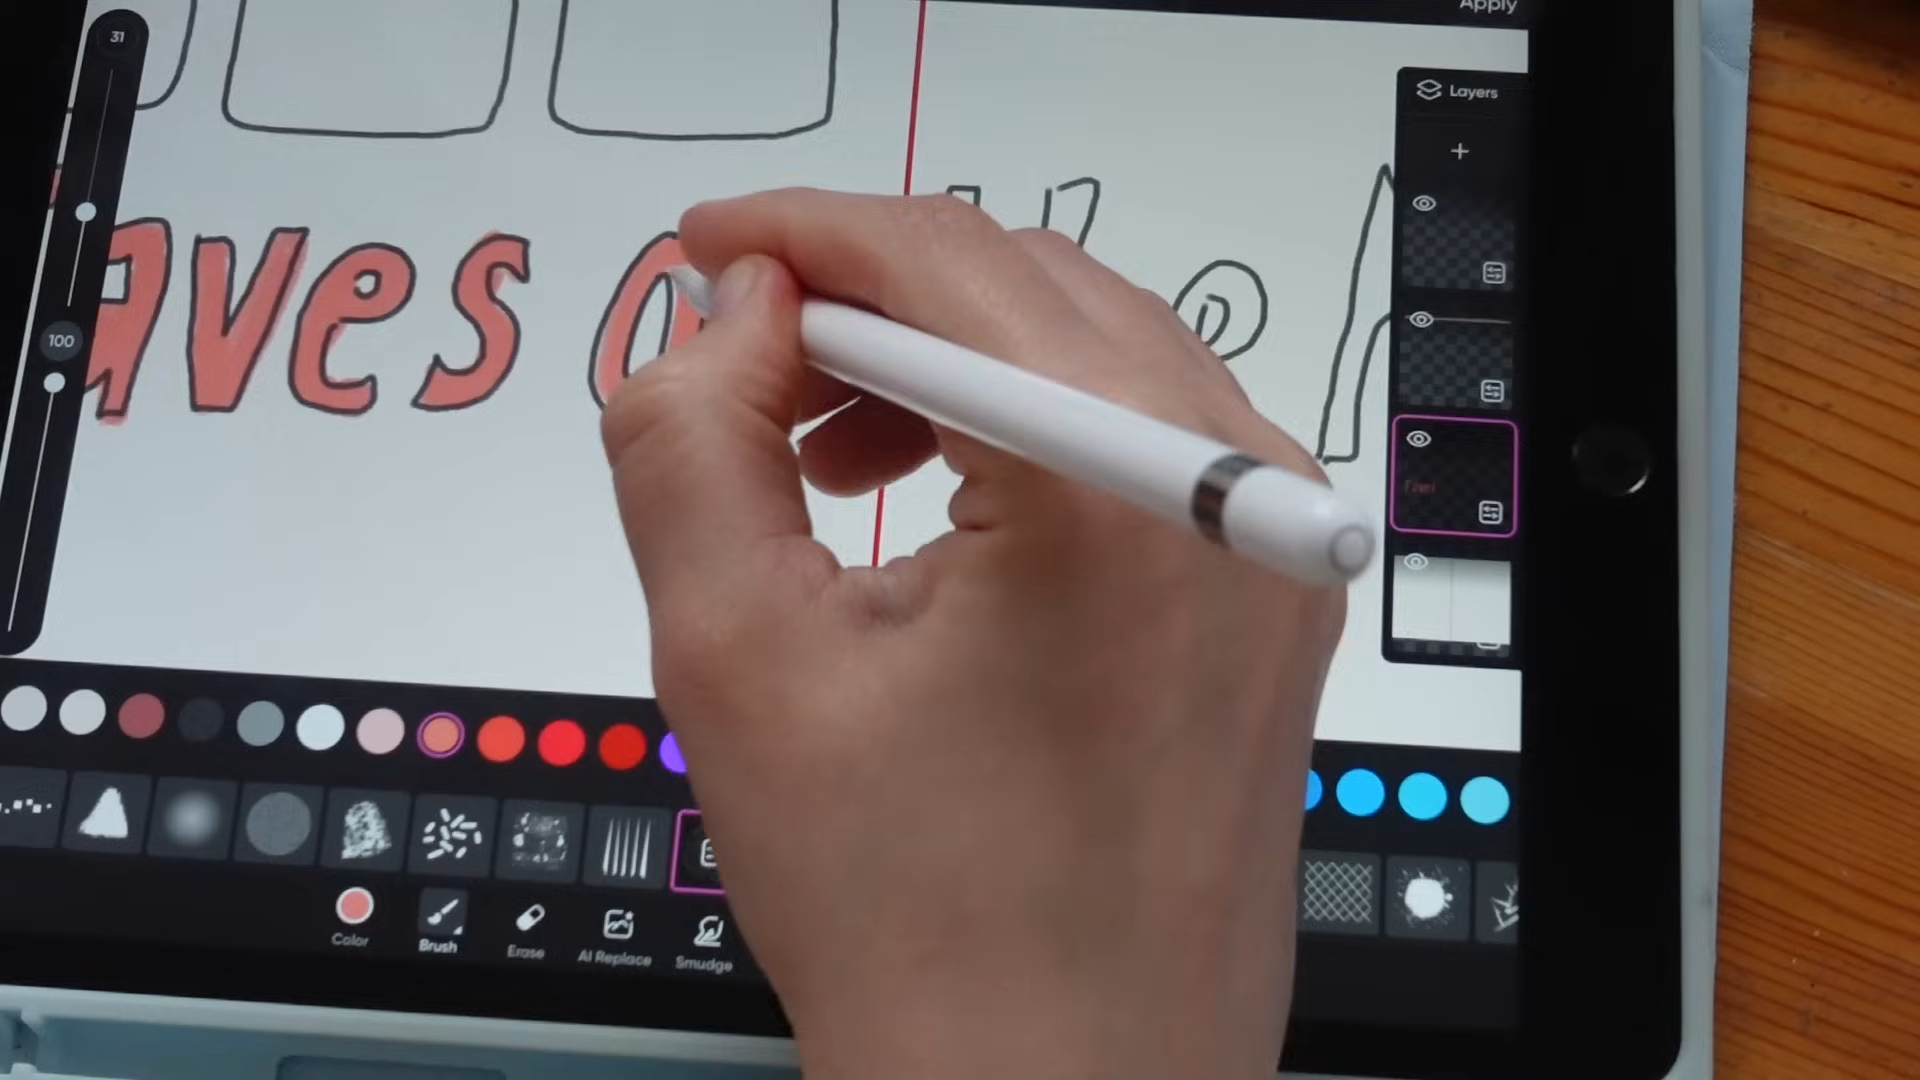 Apply
31
Layers
+
aves
100
Color
Brush
Erase
AI Replace
Smudge